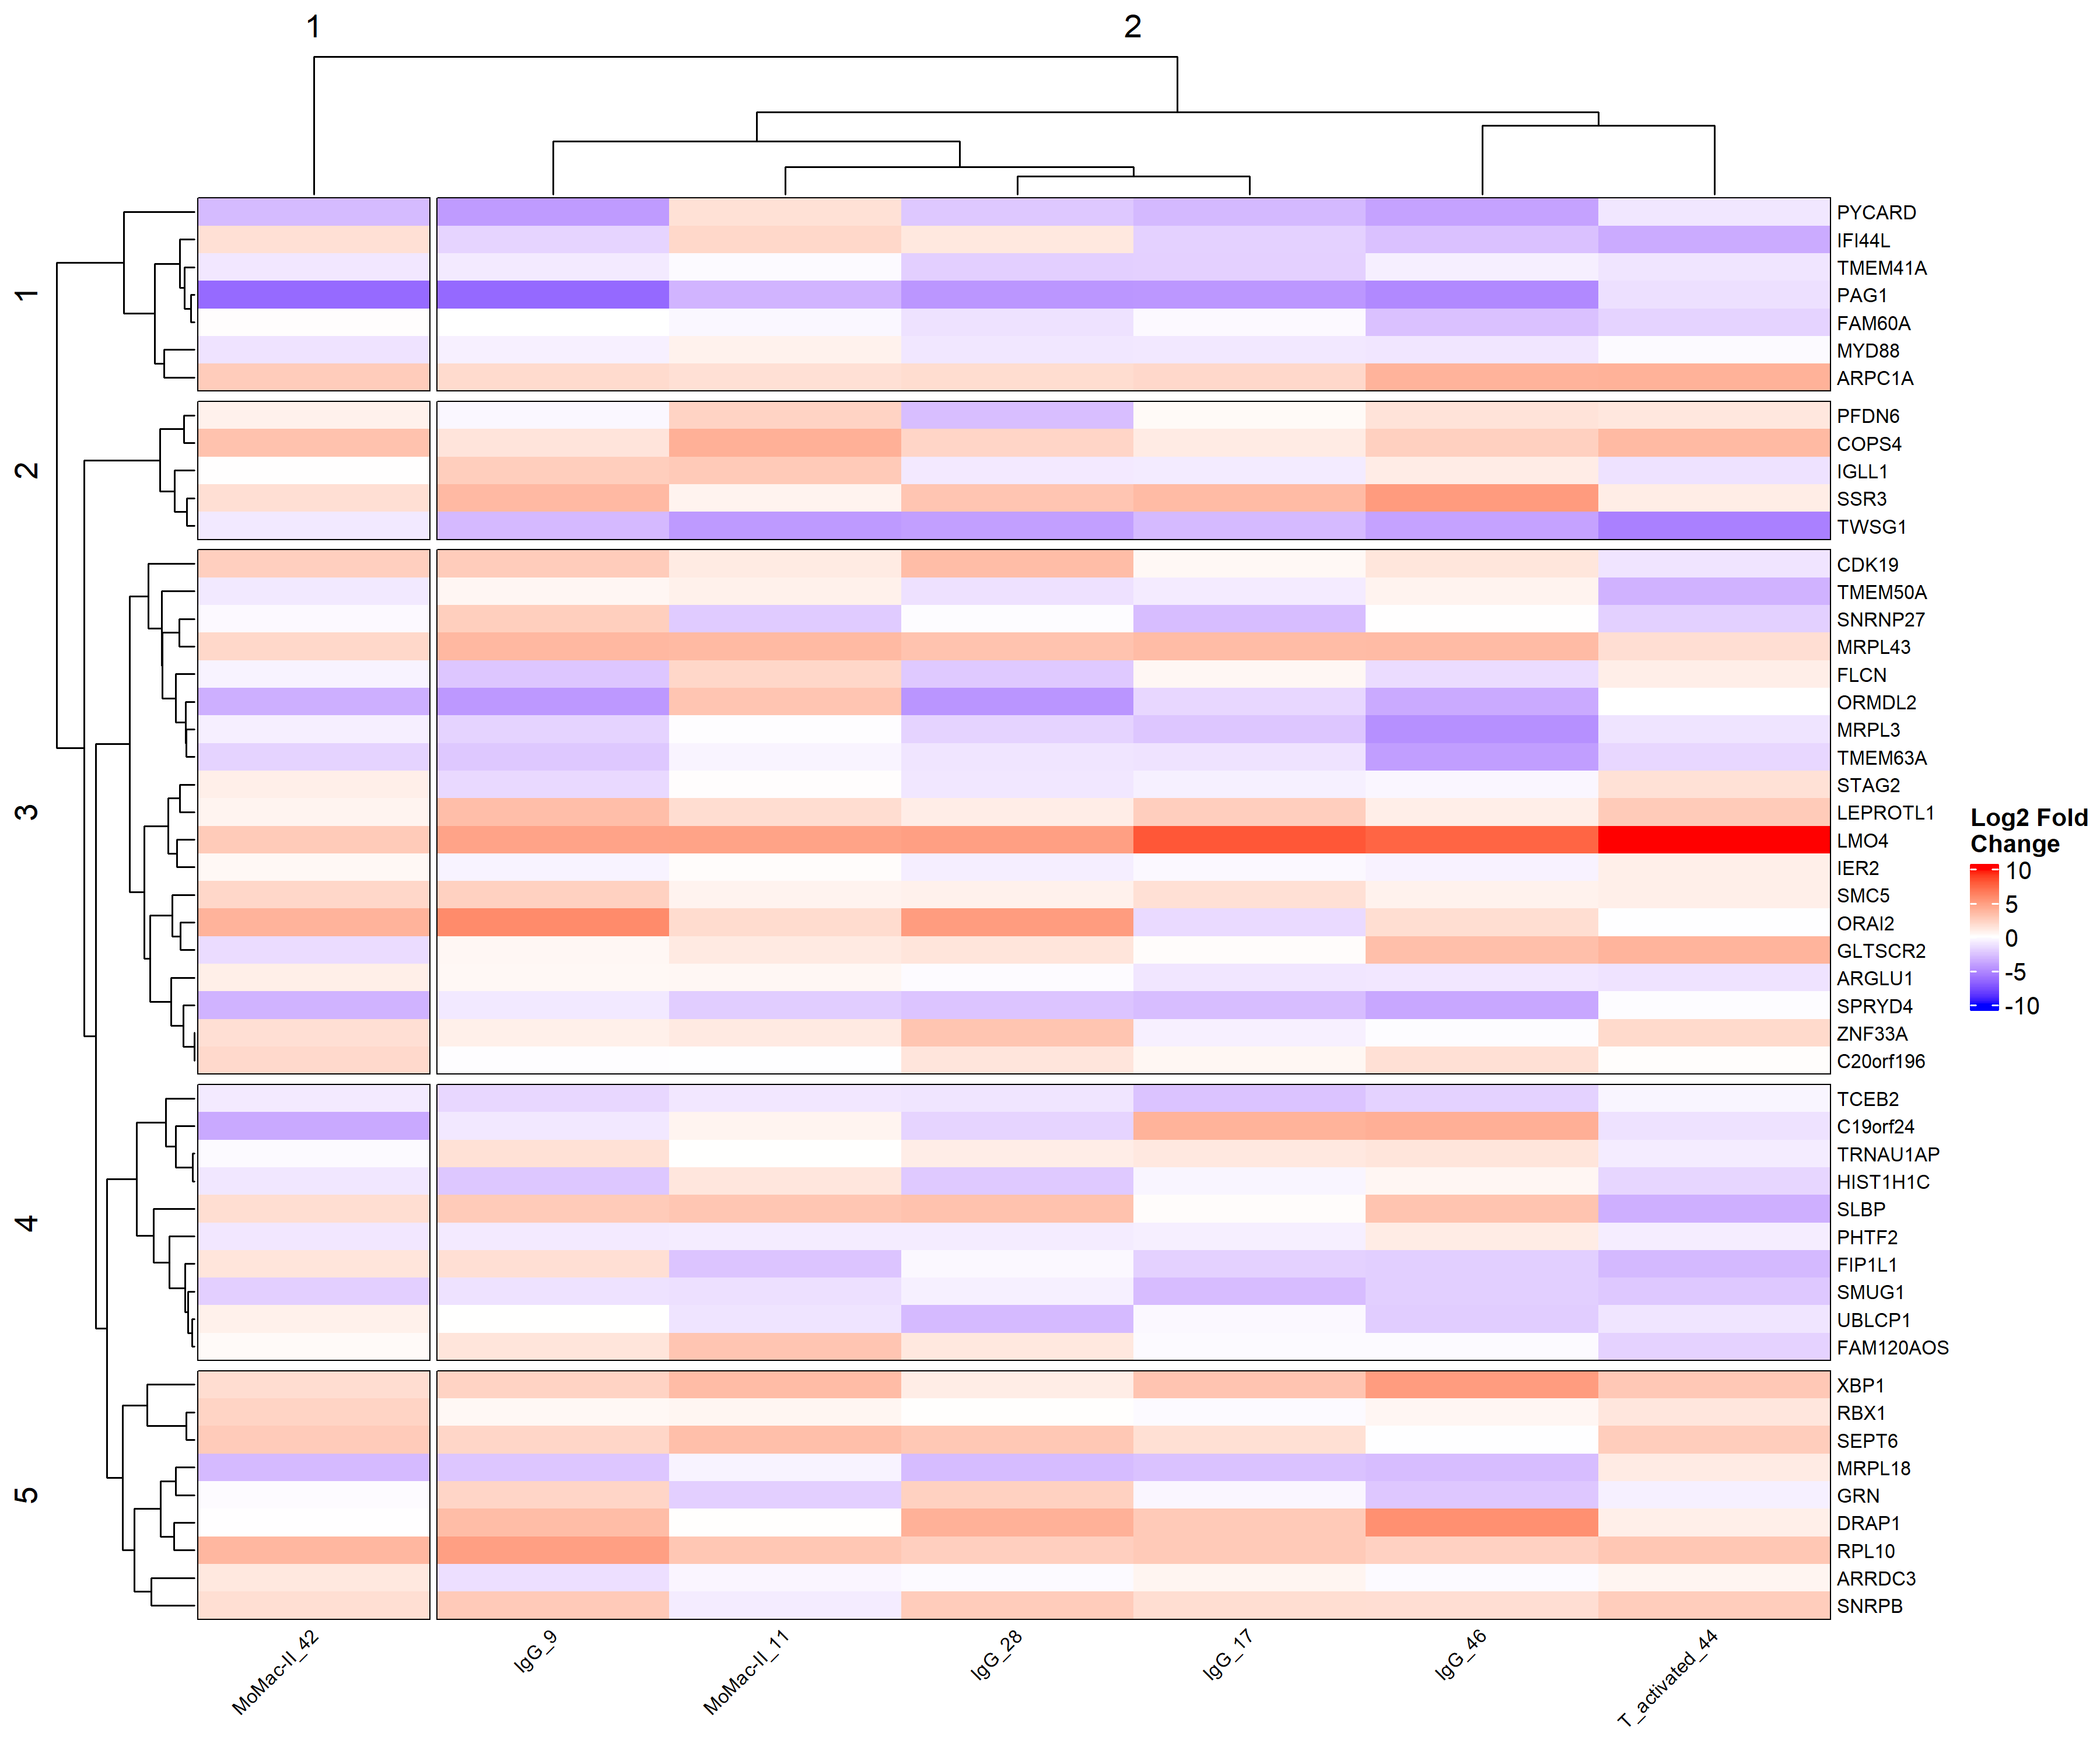 1
2
1
2
3
4
5
PYCARD
IFI44L
TMEM41A
PAG1
FAM60A
MYD88
ARPC1A
PFDN6
COPS4
IGLL1
SSR3
TWSG1
CDK19
TMEM50A
SNRNP27
MRPL43
FLCN
ORMDL2
MRPL3
TMEM63A
STAG2
LEPROTL1
LMO4
IER2
SMC5
ORAI2
GLTSCR2
ARGLU1
SPRYD4
ZNF33A
C20orf196
TCEB2
C19orf24
TRNAU1AP
HIST1H1C
SLBP
PHTF2
FIP1L1
SMUG1
UBLCP1
FAM120AOS
XBP1
RBX1
SEPT6
MRPL18
GRN
DRAP1
RPL10
ARRDC3
SNRPB
Log2 Fold
Change
10
5
0
-5
-10
MoMac-II_42
IgG_9
MoMac-II_11
IgG_28
IgG_17
IgG_46
T_activated_44